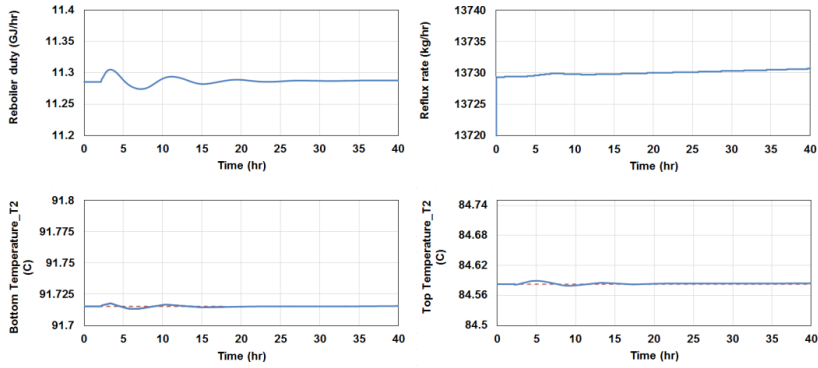 Reboiler duty (GJ/hr)
11.4
11.35
11.3
11.25
11.2
0 5 10 15 20 25 30 35 40
Time (hr)
Reflux rate (kg/hr)
13740
13730
13720
0 5 10 15 20 25 30 35 40
Time (hr)
Bottom Temperature_T2
(C)
91.8
91.775
91.75
91.725
91.7
0 5 10 15 20 25 30 35 40
Time (hr)
Top Temperature_T2
(C)
84.74
84.68
84.62
84.56
84.5
0 5 10 15 20 25 30 35 40
Time (hr)